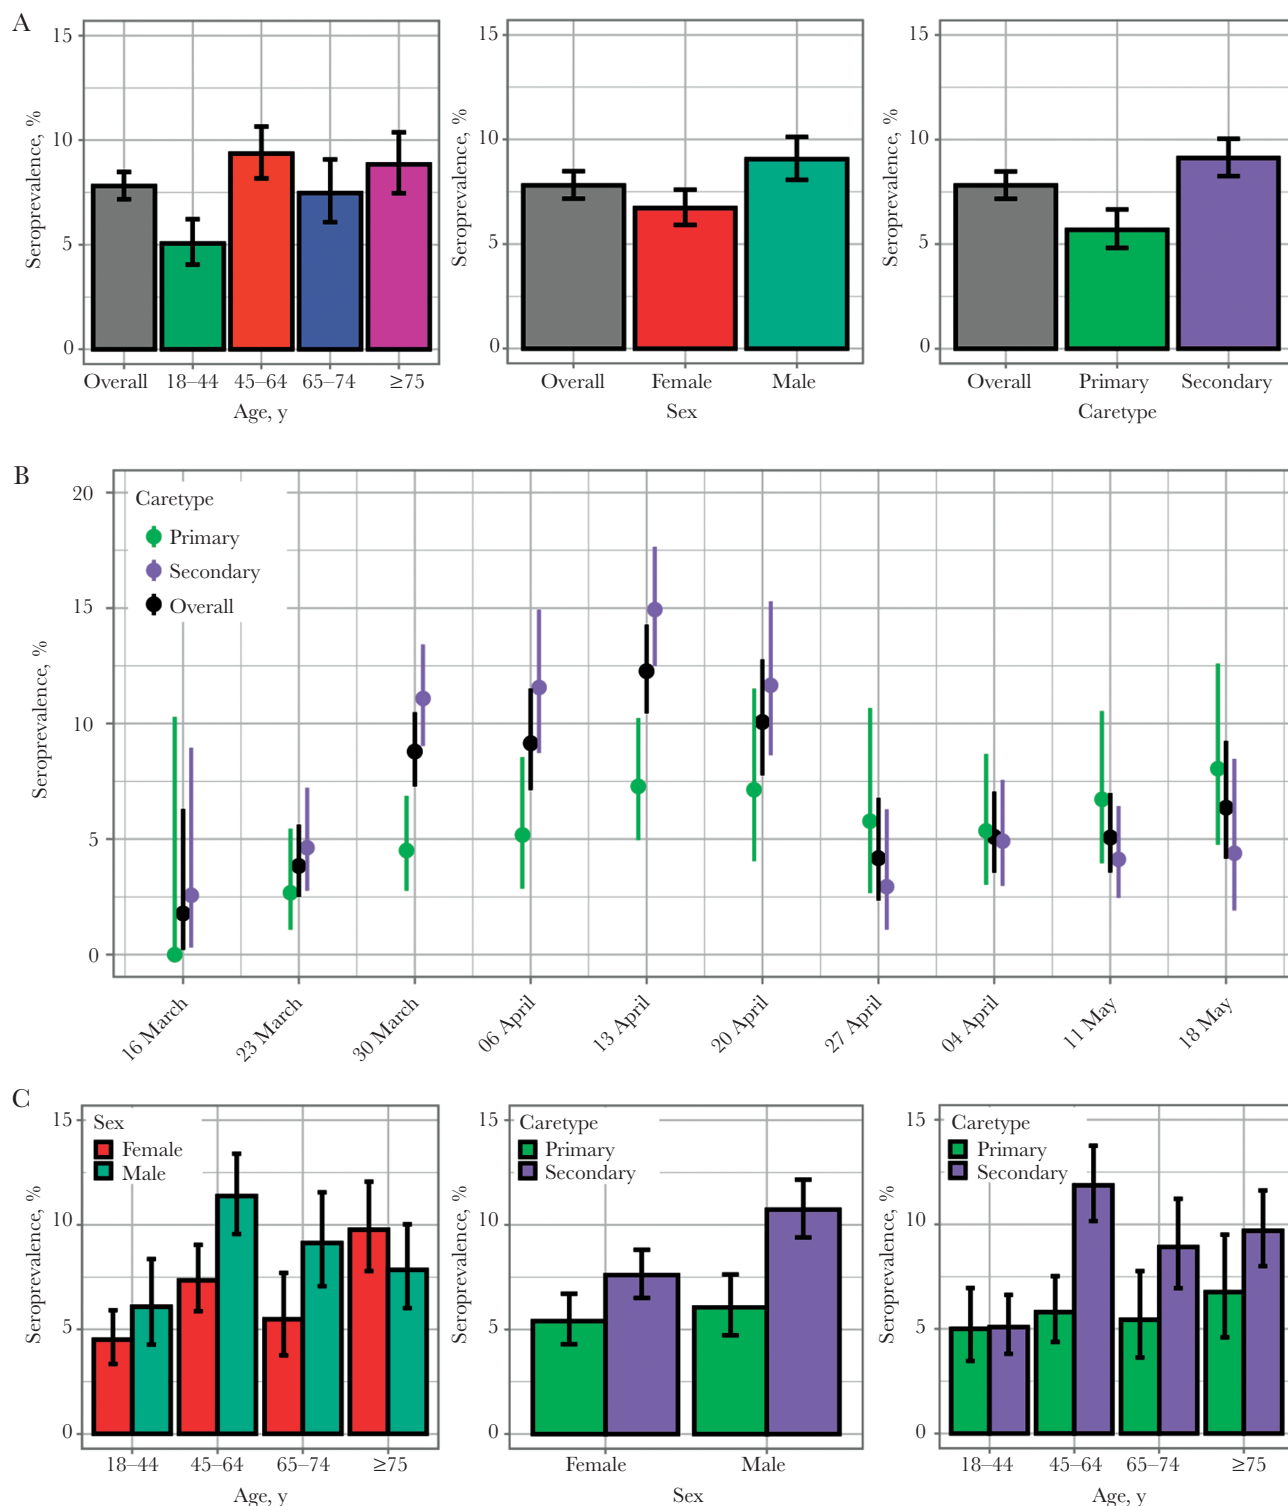 A
Seroprevalence, %
15
10
5
0
Overall 18–44 45–64 65–74 ≥75
Age, y
Seroprevalence, %
15
10
5
0
Overall Female Male
Sex
Seroprevalence, %
15
10
5
0
Overall Primary Secondary
Caretype
B
Seroprevalence, %
20
15
10
5
0
Caretype
Primary
Secondary
Overall
16 March
23 March
30 March
06 April
13 April
20 April
27 April
04 April
11 May
18 May
C
Seroprevalence, %
15
10
5
0
Sex
Female
Male
18–44 45–64 65–74 ≥75
Age, y
Seroprevalence, %
15
10
5
0
Caretype
Primary
Secondary
Female Male
Sex
Seroprevalence, %
15
10
5
0
Caretype
Primary
Secondary
18–44 45–64 65–74 ≥75
Age, y